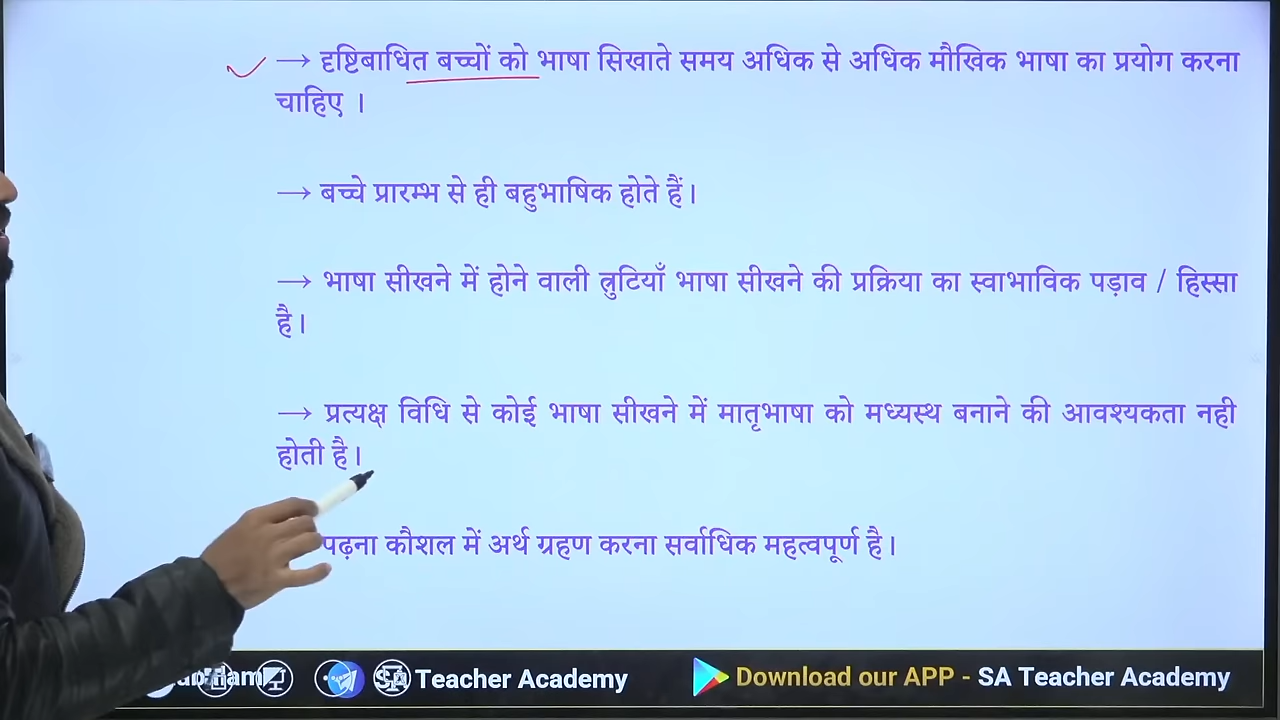 → दृष्टिबाधित बच्चों को भाषा सिखाते समय अधिक से अधिक मौखिक भाषा का प्रयोग करना
चाहिए ।
→ बच्चे प्रारम्भ से ही बहुभाषिक होते हैं।
→ भाषा सीखने में होने वाली त्रुटियाँ भाषा सीखने की प्रक्रिया का स्वाभाविक पड़ाव / हिस्सा
है।
→ प्रत्यक्ष विधि से कोई भाषा सीखने में मातृभाषा को मध्यस्थ बनाने की आवश्यकता नही
होती है।
पढ़ना कौशल में अर्थ ग्रहण करना सर्वाधिक महत्वपूर्ण है।
Teacher Academy Download our APP - SA Teacher Academy